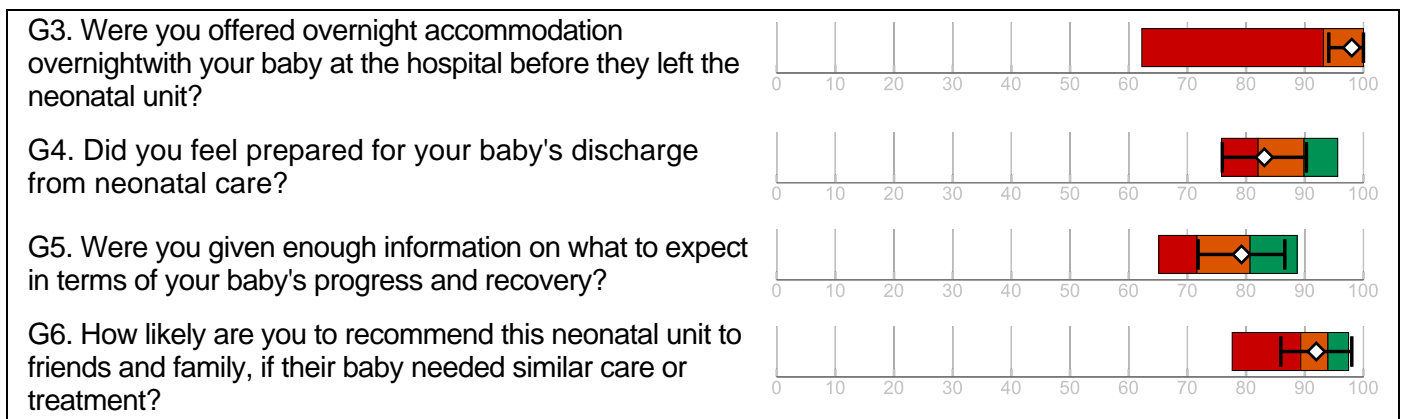 G3. Were you offered overnight accommodation
overnightwith your baby at the hospital before they left the
neonatal unit?
0 10 20 30 40 50 60 70 80 90 100
G4. Did you feel prepared for your baby's discharge
from neonatal care?
0 10 20 30 40 50 60 70 80 90 100
G5. Were you given enough information on what to expect
in terms of your baby's progress and recovery?
0 10 20 30 40 50 60 70 80 90 100
G6. How likely are you to recommend this neonatal unit to
friends and family, if their baby needed similar care or
treatment?
0 10 20 30 40 50 60 70 80 90 100